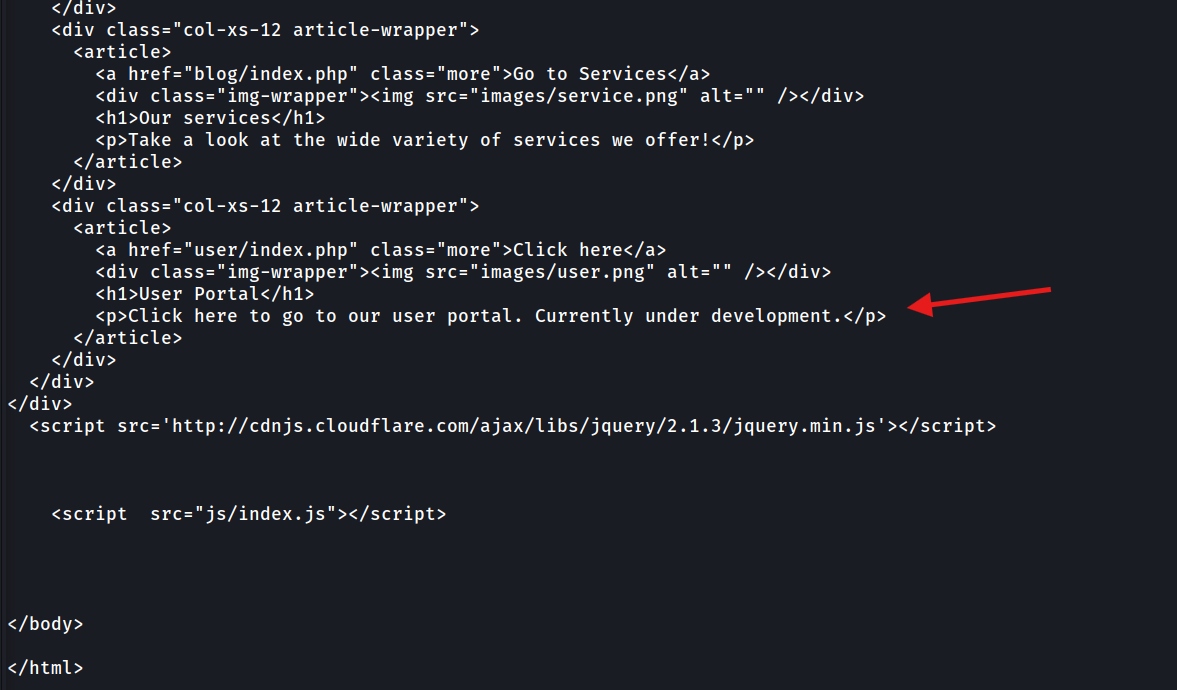 </div>
<div class="col-xs-12 article-wrapper">
<article>
<a href="blog/index.php" class="more">Go to Services</a>
<div class="img-wrapper"><img src="images/service.png" alt="" /></div>
<h1>Our services</h1>
<p>Take a look at the wide variety of services we offer!</p>
</article>
</div>
<div class="col-xs-12 article-wrapper">
<article>
<a href="user/index.php" class="more">Click here</a>
<div class="img-wrapper"><img src="images/user.png" alt="" /></div>
<h1>User Portal</h1>
<p>Click here to go to our user portal. Currently under development.</p>
</article>
</div>
</div>
</div>
<script src='http://cdnjs.cloudflare.com/ajax/libs/jquery/2.1.3/jquery.min.js'></script>
<script  src="js/index.js"></script>
</body>
</html>